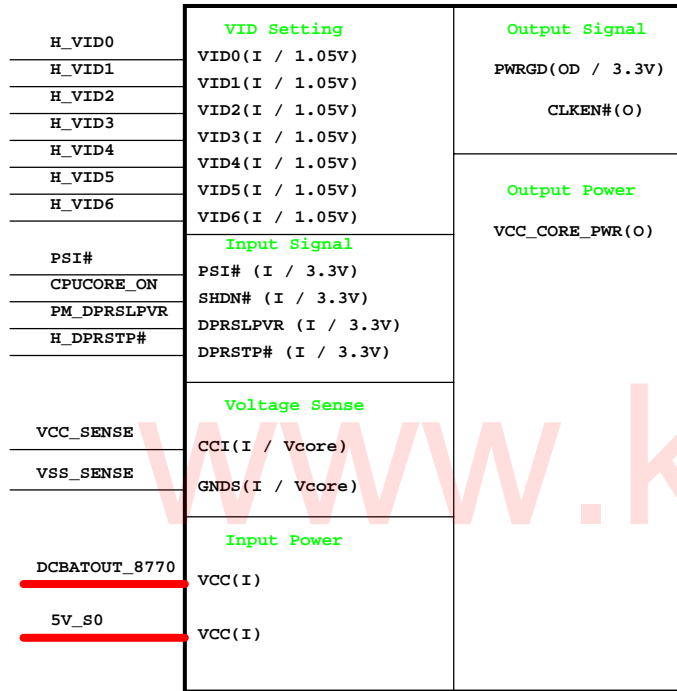 H_VID0
H_VID1
H_VID2
H_VID3
H_VID4
H_VID5
H_VID6
PSI#
CPUCORE_ON
PM_DPRSLPVR
H_DPRSTP#
VCC_SENSE
VSS_SENSE
DCBATOUT_8770
5V_S0
VID Setting
VID0(I / 1.05V)
VID1(I / 1.05V)
VID2(I / 1.05V)
VID3(I / 1.05V)
VID4(I / 1.05V)
VID5(I / 1.05V)
VID6(I / 1.05V)
Input Signal
PSI# (I / 3.3V)
SHDN# (I / 3.3V)
DPRSLPVR (I / 3.3V)
DPRSTP# (I / 3.3V)
Voltage Sense
CCI(I / Vcore)
GNDS(I / Vcore)
Input Power
VCC(I)
VCC(I)
Output Signal
PWRGD(OD / 3.3V)
CLKEN#(O)
Output Power
VCC_CORE_PWR(O)
www.k